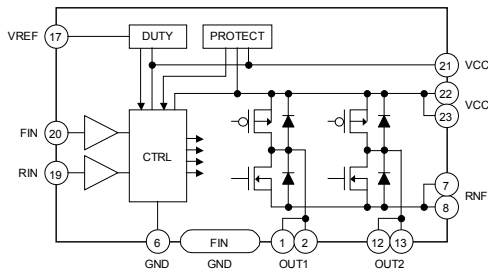 VREF 17 DUTY PROTECT
21 VCC
22 VCC
23
FIN 20
RIN 19
CTRL
7 RNF
8
6 FIN 1 2 12 13
GND GND OUT1 OUT2